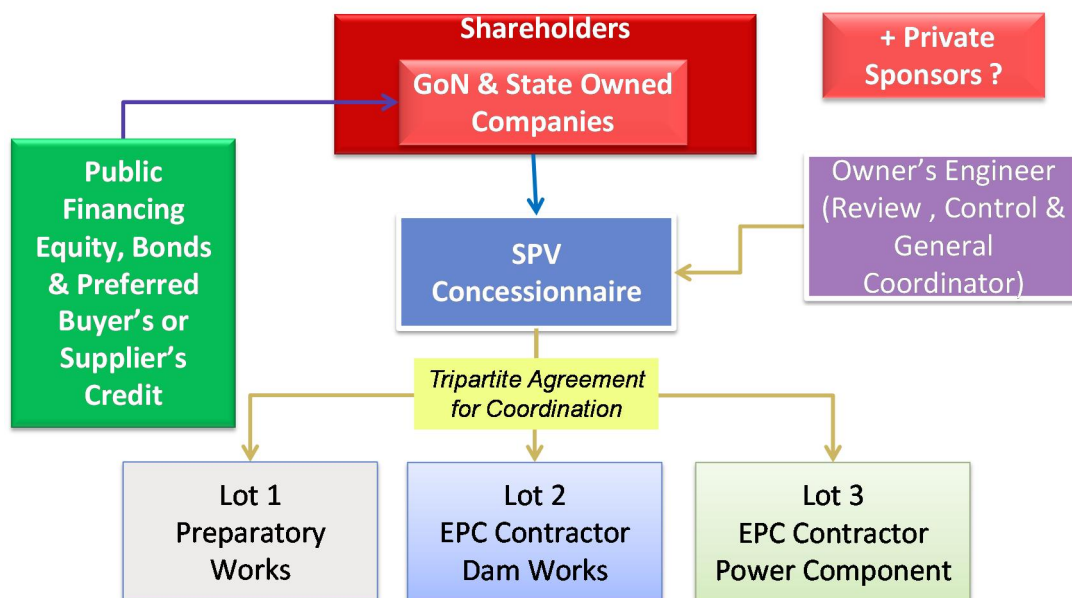 Shareholders
GoN & State Owned
Companies
+ Private
Sponsors ?
Public
Financing
Equity, Bonds
& Preferred
Buyer’s or
Supplier’s
Credit
SPV
Concessionnaire
Owner’s Engineer
(Review , Control &
General
Coordinator)
Tripartite Agreement
for Coordination
Lot 1
Preparatory
Works
Lot 2
EPC Contractor
Dam Works
Lot 3
EPC Contractor
Power Component